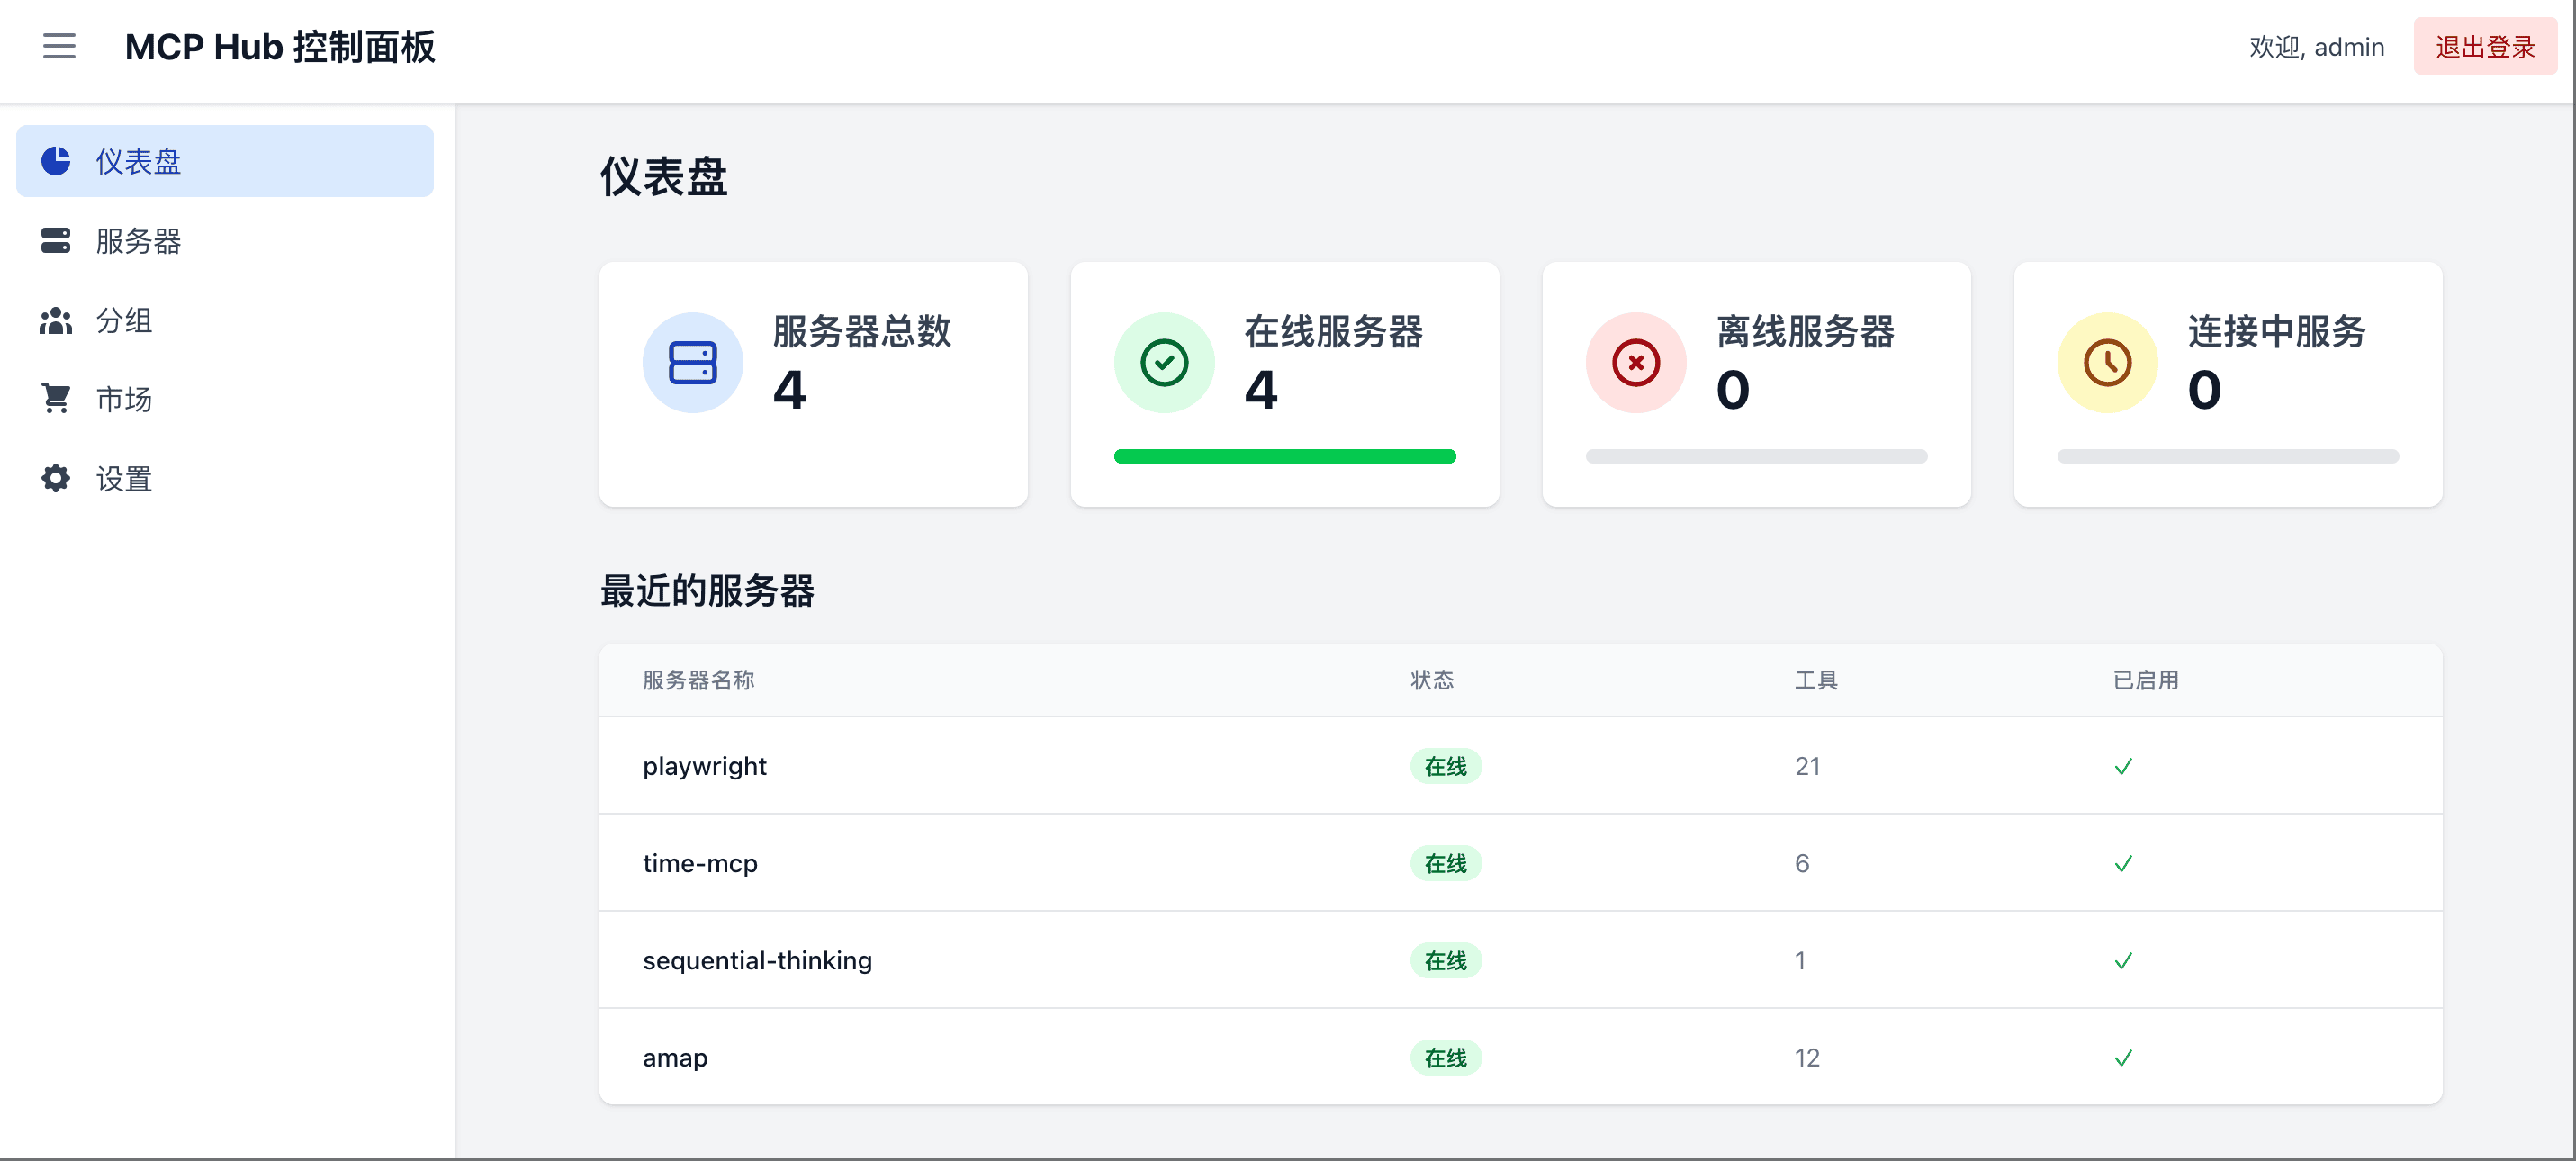 MCP Hub 控制面板
欢迎, admin
退出登录
仪表盘
服务器
分组
市场
设置
仪表盘
服务器总数
4
在线服务器
4
离线服务器
0
连接中服务
0
最近的服务器
服务器名称 状态 工具 已启用
playwright 在线 21
time-mcp 在线 6
sequential-thinking 在线 1
amap 在线 12